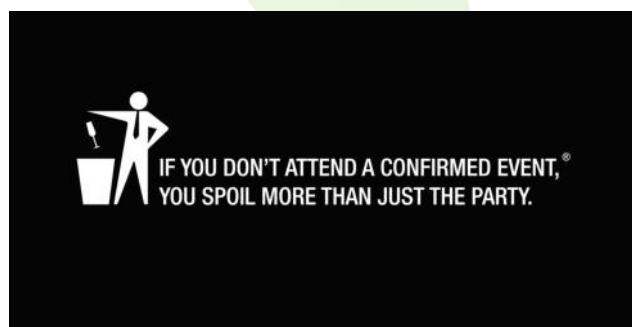 IF YOU DON'T ATTEND A CONFIRMED EVENT,®
YOU SPOIL MORE THAN JUST THE PARTY.